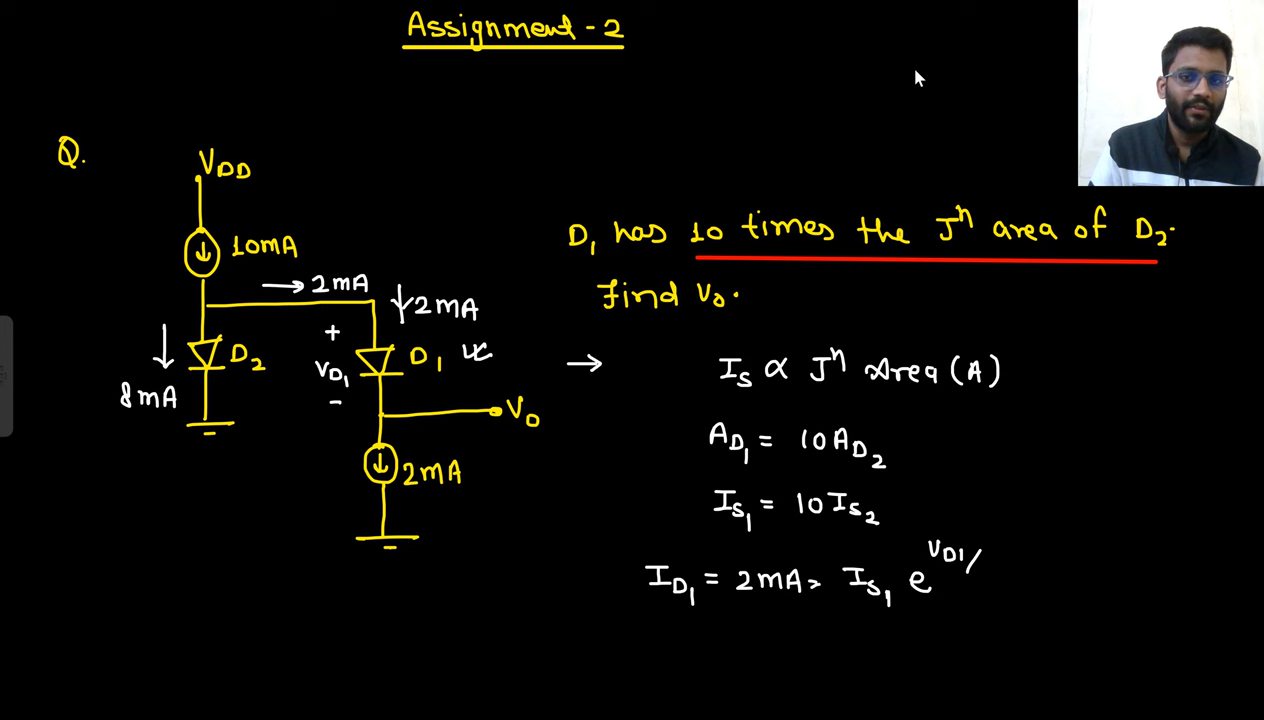 Assignment - 2
Q.
VDD
10mA
2mA
2mA
D2
8mA
+
VD1
-
D1
VO
2mA
D1 has 10 times the Jn area of D2.
Find VO.
→ IS ∝ Jn Area (A)
AD1 = 10AD2
IS1 = 10IS2
ID1 = 2mA = IS1 e^VD1/